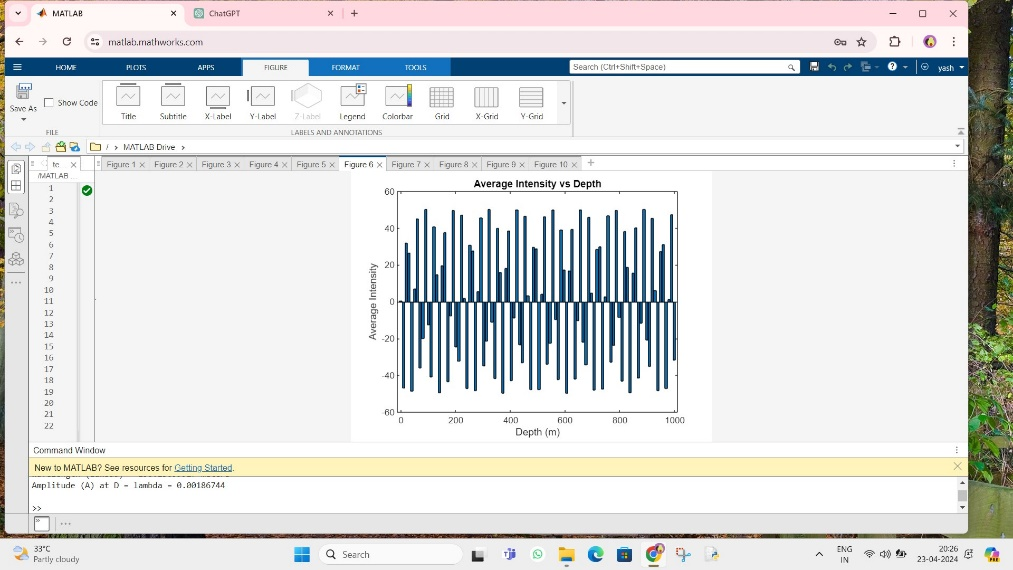 MATLAB
ChatGPT
matlab.mathworks.com
HOME
PLOTS
APPS
FIGURE
FORMAT
TOOLS
Search (Ctrl+Shift+Space)
yash
Save As
Show Code
Title
Subtitle
X-Label
Y-Label
Z-Label
Legend
Colorbar
Grid
X-Grid
Y-Grid
FILE
LABELS AND ANNOTATIONS
/ > MATLAB Drive >
te
Figure 1
Figure 2
Figure 3
Figure 4
Figure 5
Figure 6
Figure 7
Figure 8
Figure 9
Figure 10
/MATLAB
1
2
3
4
5
6
7
8
9
10
11
12
13
14
15
16
17
18
19
20
21
22
Average Intensity vs Depth
60
40
20
0
-20
-40
-60
Average Intensity
0 200 400 600 800 1000
Depth (m)
Command Window
New to MATLAB? See resources for Getting Started.
Amplitude (A) at D = lambda = 0.00186744
>>
33°C
Partly cloudy
Search
ENG
IN
20:26
23-04-2024